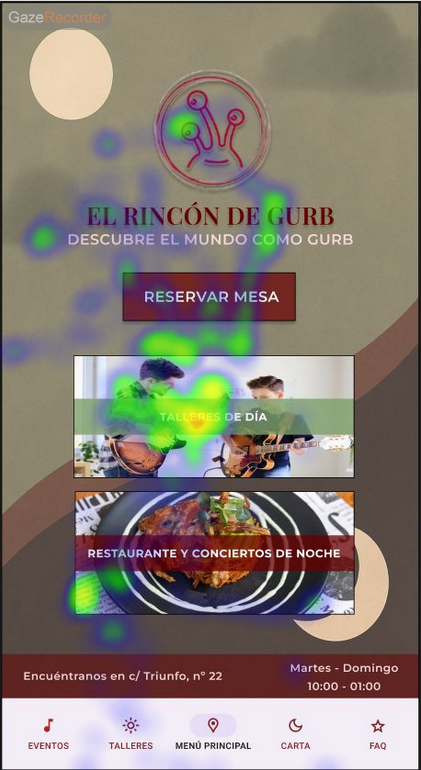 GazeRecorder
EL RINCÓN DE GURB
DESCUBRE EL MUNDO COMO GURB
RESERVAR MESA
TALLERES DE DÍA
RESTAURANTE Y CONCIERTOS DE NOCHE
Encuéntranos en c/ Triunfo, nº 22
Martes - Domingo
10:00 - 01:00
EVENTOS
TALLERES
MENÚ PRINCIPAL
CARTA
FAQ